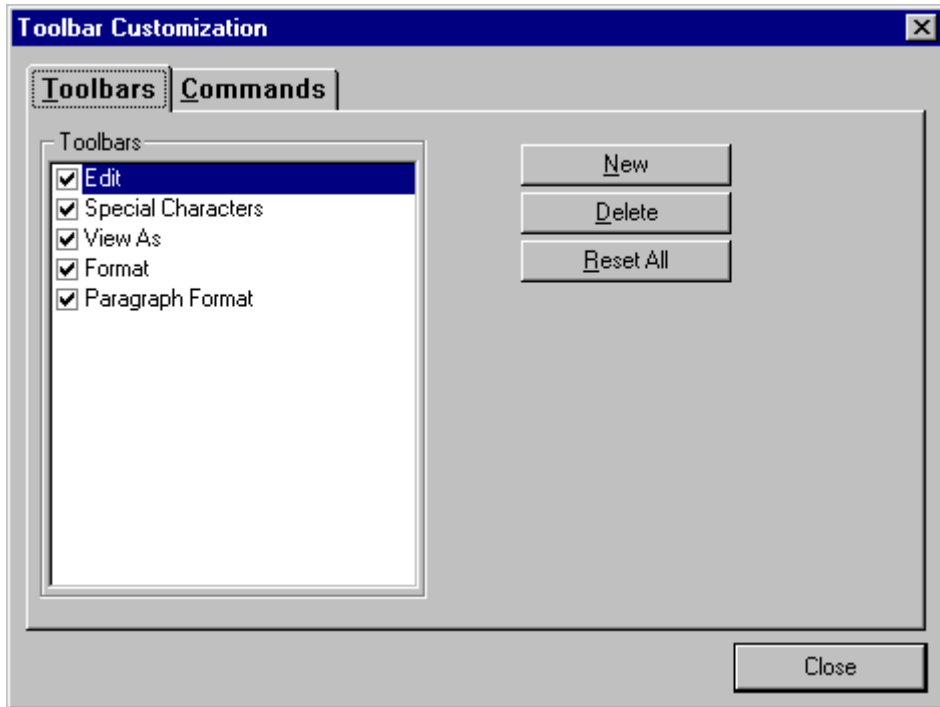 Toolbar Customization
Toolbars Commands
Toolbars
Edit
Special Characters
View As
Format
Paragraph Format
New
Delete
Reset All
Close